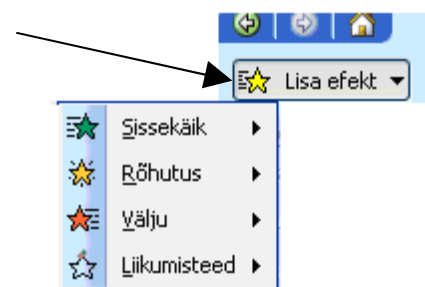 Lisa efekt
Sissekäik
Rõhutus
Välju
Liikumisteed